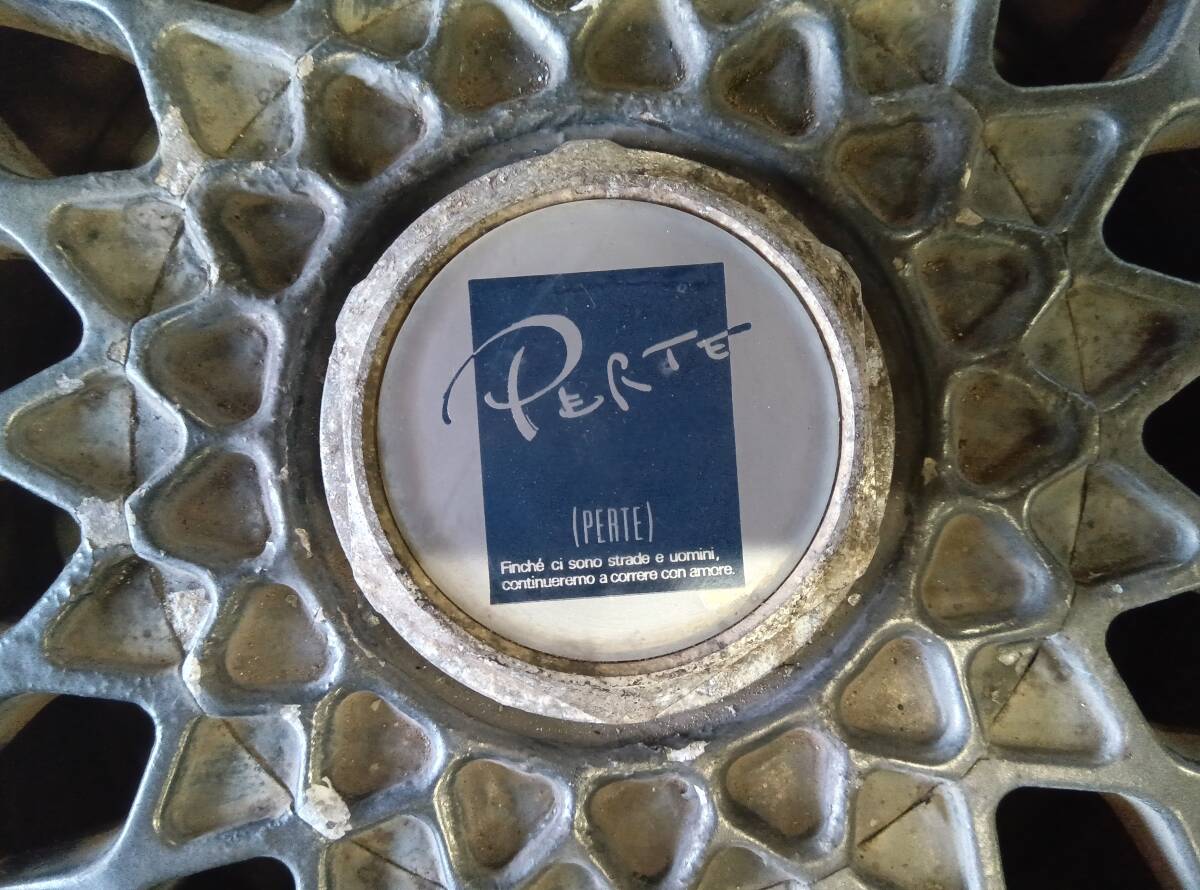 PERTE
(PERTE)
Finché ci sono strade e uomini,
continueremo a correre con amore.